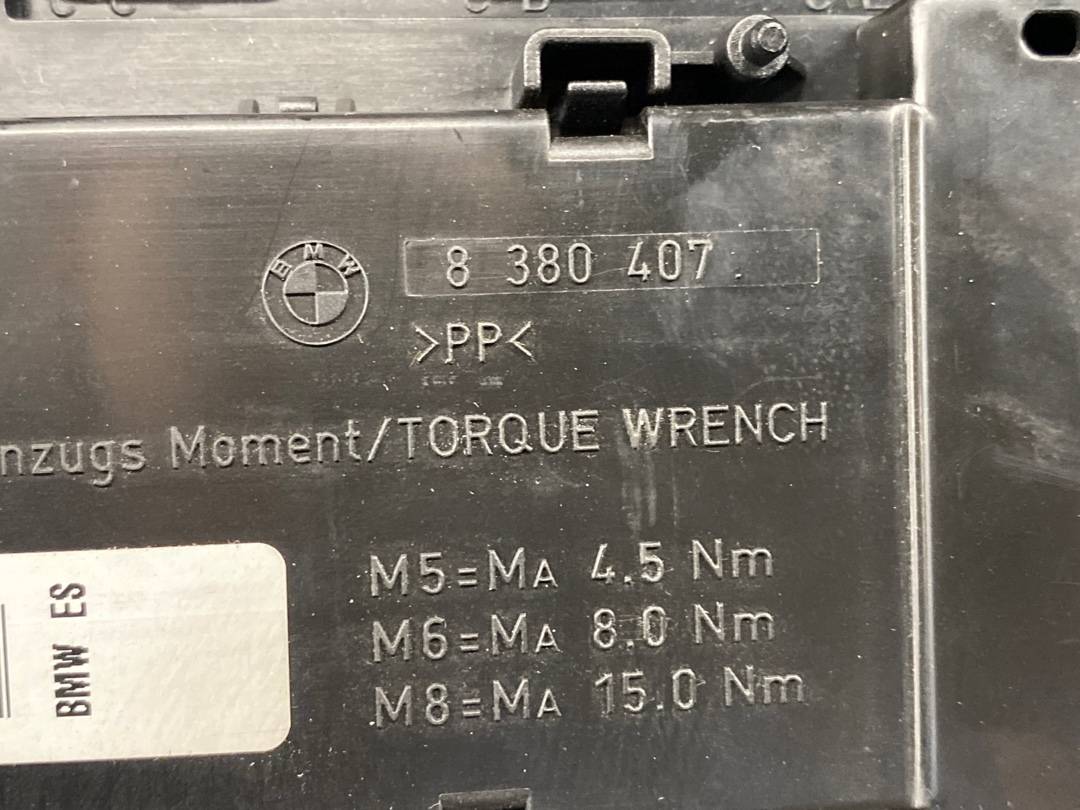 BMW
8 380 407
>PP<
nzugs Moment/TORQUE WRENCH
M5=MA 4.5 Nm
M6=MA 8.0 Nm
M8=MA 15.0 Nm
BMW ES